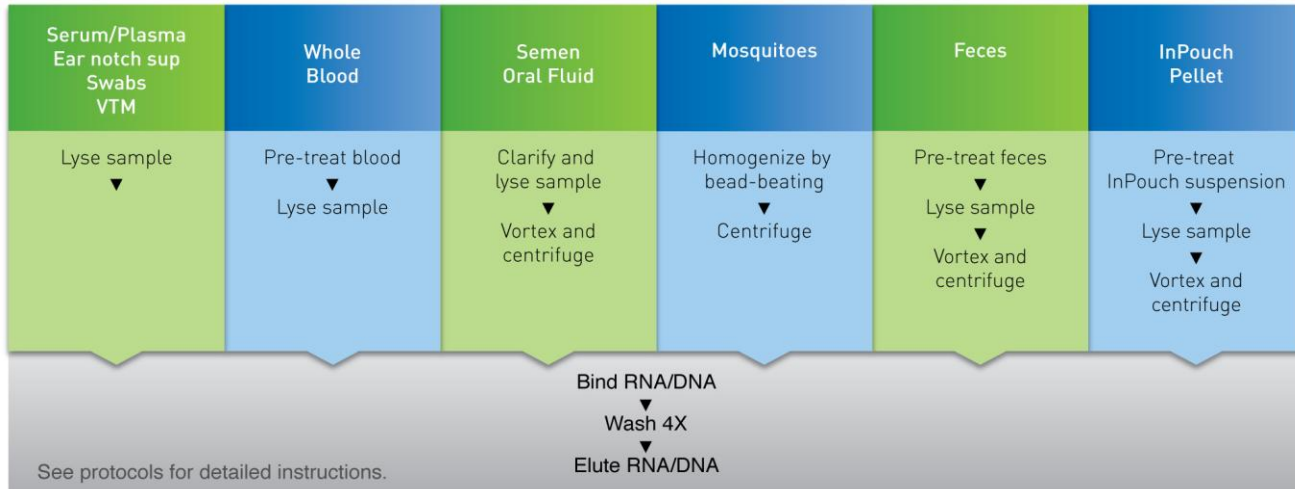 Serum/Plasma
Ear notch sup
Swabs
VTM
Lyse sample
▼
Whole
Blood
Pre-treat blood
▼
Lyse sample
Semen
Oral Fluid
Clarify and
lyse sample
▼
Vortex and
centrifuge
Mosquitoes
Homogenize by
bead-beating
▼
Centrifuge
Feces
Pre-treat feces
▼
Lyse sample
▼
Vortex and
centrifuge
InPouch
Pellet
Pre-treat
InPouch suspension
▼
Lyse sample
▼
Vortex and
centrifuge
Bind RNA/DNA
▼
Wash 4X
▼
Elute RNA/DNA
See protocols for detailed instructions.